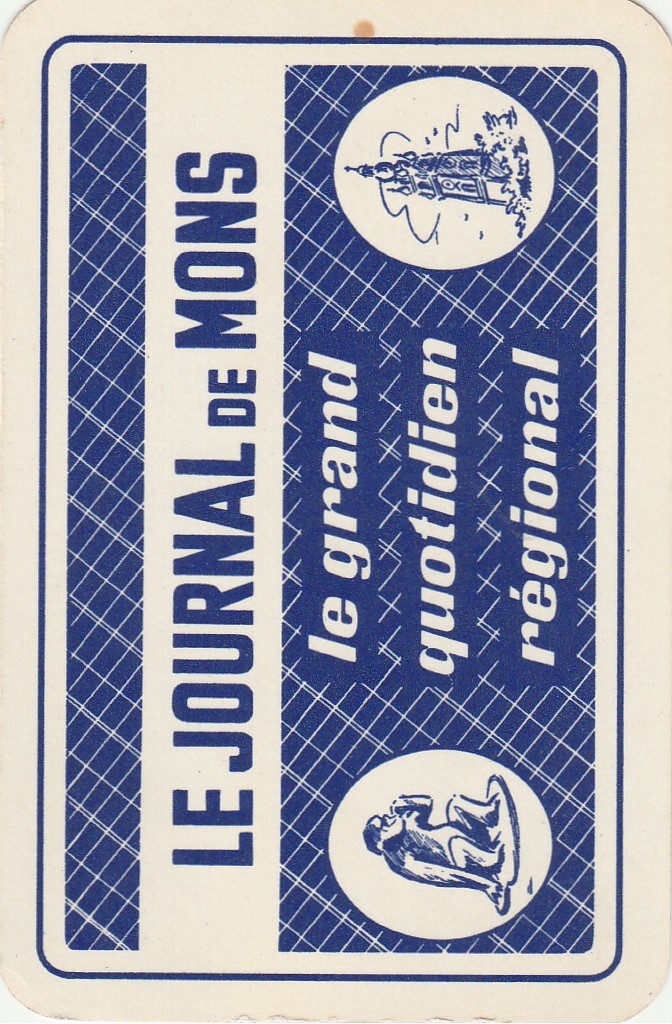 LE JOURNAL DE MONS
le grand
quotidien
régional